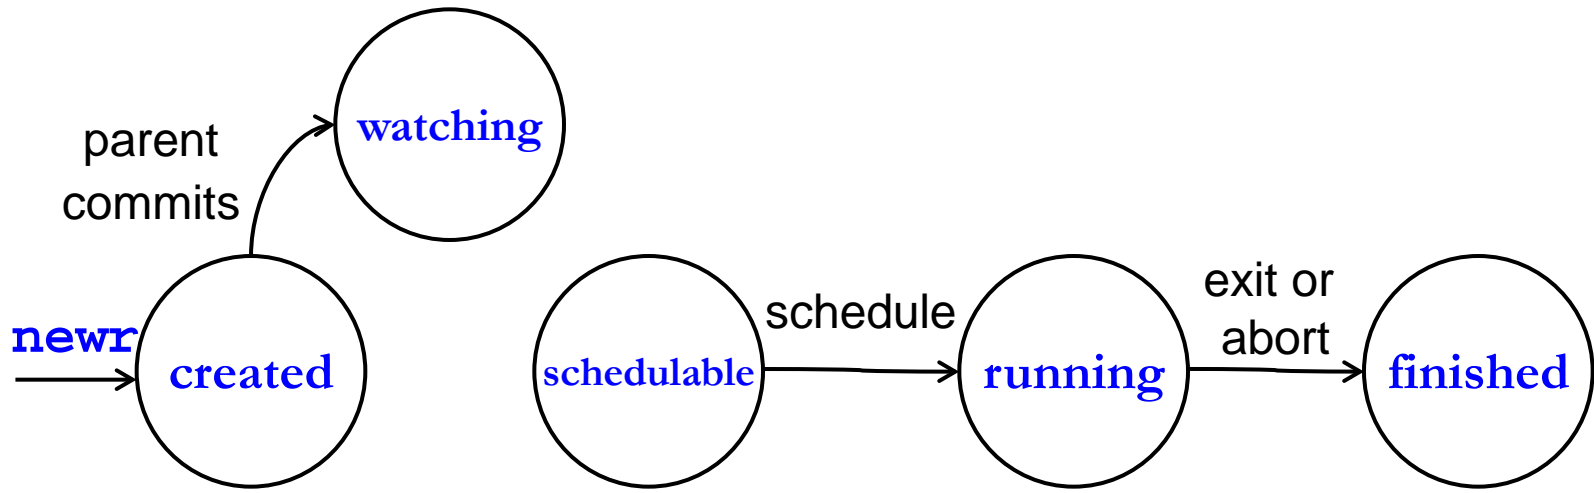 watching
parent
commits
newr
created
schedulable
schedule
running
exit or
abort
finished